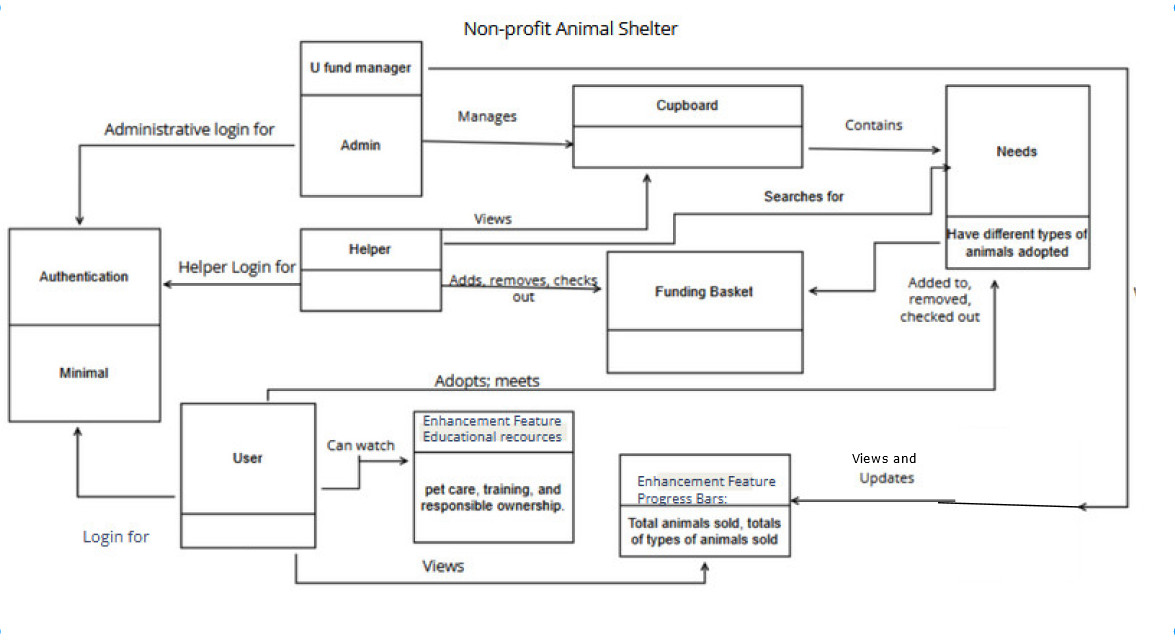 Non-profit Animal Shelter
U fund manager
Admin
Administrative login for
Manages
Cupboard
Contains
Needs
Have different types of
animals adopted
Searches for
Views
Helper
Helper Login for
Authentication
Minimal
Adds, removes, checks
out
Funding Basket
Added to,
removed,
checked out
Adopts; meets
User
Can watch
Enhancement Feature
Educational recources
pet care, training, and
responsible ownership.
Views and
Updates
Enhancement Feature
Progress Bars:
Total animals sold, totals
of types of animals sold
Login for
Views